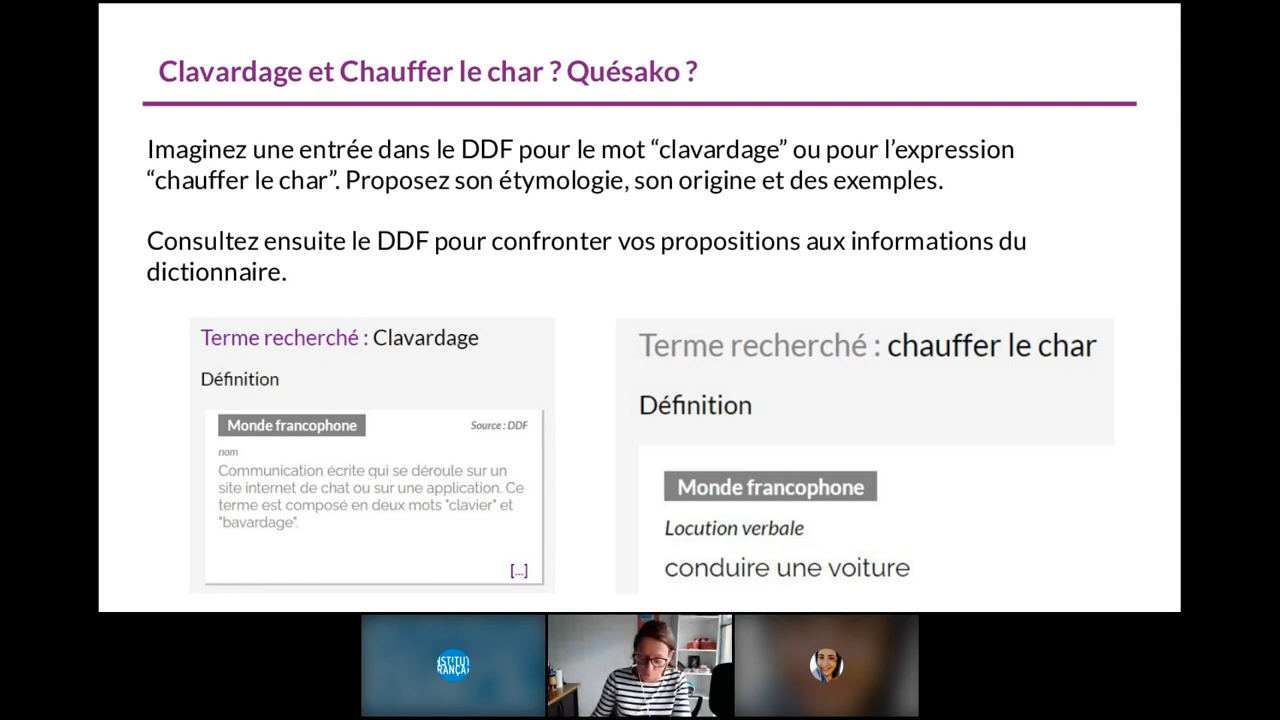 Clavardage et Chauffer le char ? Quésako ?
Imaginez une entrée dans le DDF pour le mot “clavardage” ou pour l’expression
“chauffer le char”. Proposez son étymologie, son origine et des exemples.
Consultez ensuite le DDF pour confronter vos propositions aux informations du
dictionnaire.
Terme recherché : Clavardage
Définition
Monde francophone
Source : DDF
nom
Communication écrite qui se déroule sur un
site internet de chat ou sur une application. Ce
terme est composé en deux mots "clavier" et
"bavardage".
[...]
Terme recherché : chauffer le char
Définition
Monde francophone
Locution verbale
conduire une voiture